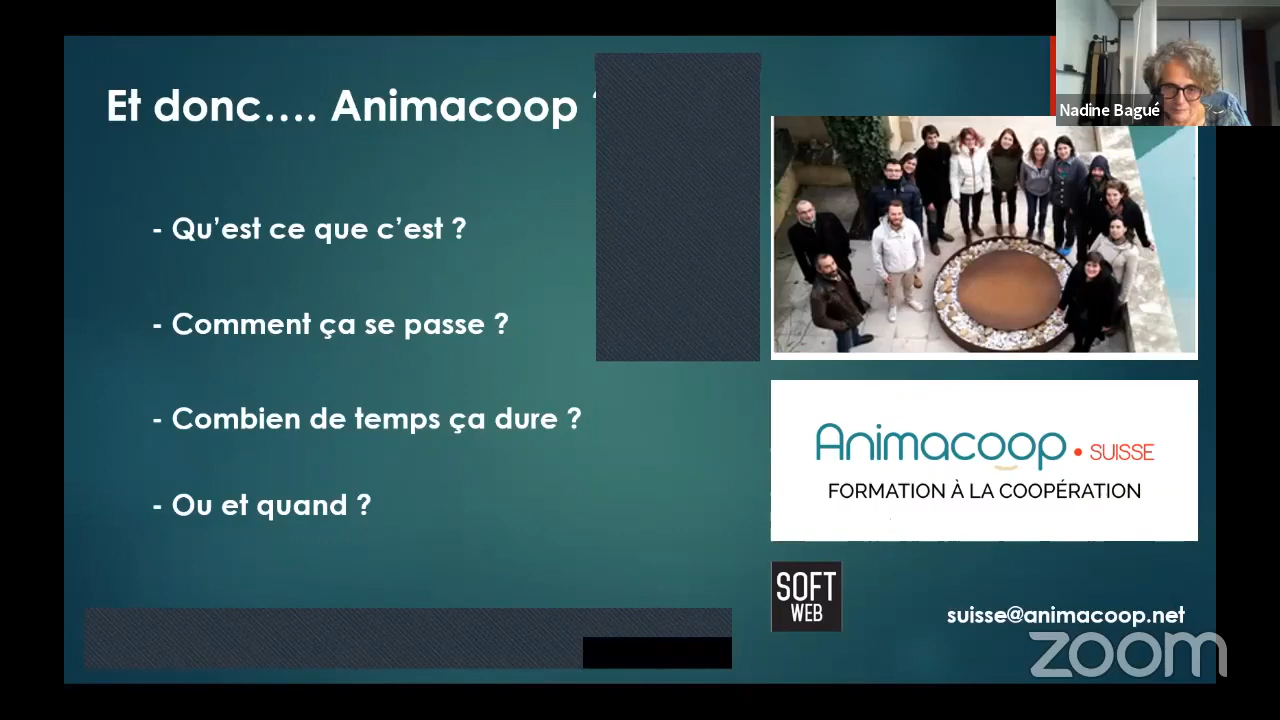 Nadine Bagué
Et donc.... Animacoop
- Qu’est ce que c’est ?
- Comment ça se passe ?
- Combien de temps ça dure ?
- Ou et quand ?
Animacoop • SUISSE
FORMATION À LA COOPÉRATION
SOFT
WEB
suisse@animacoop.net
zoom